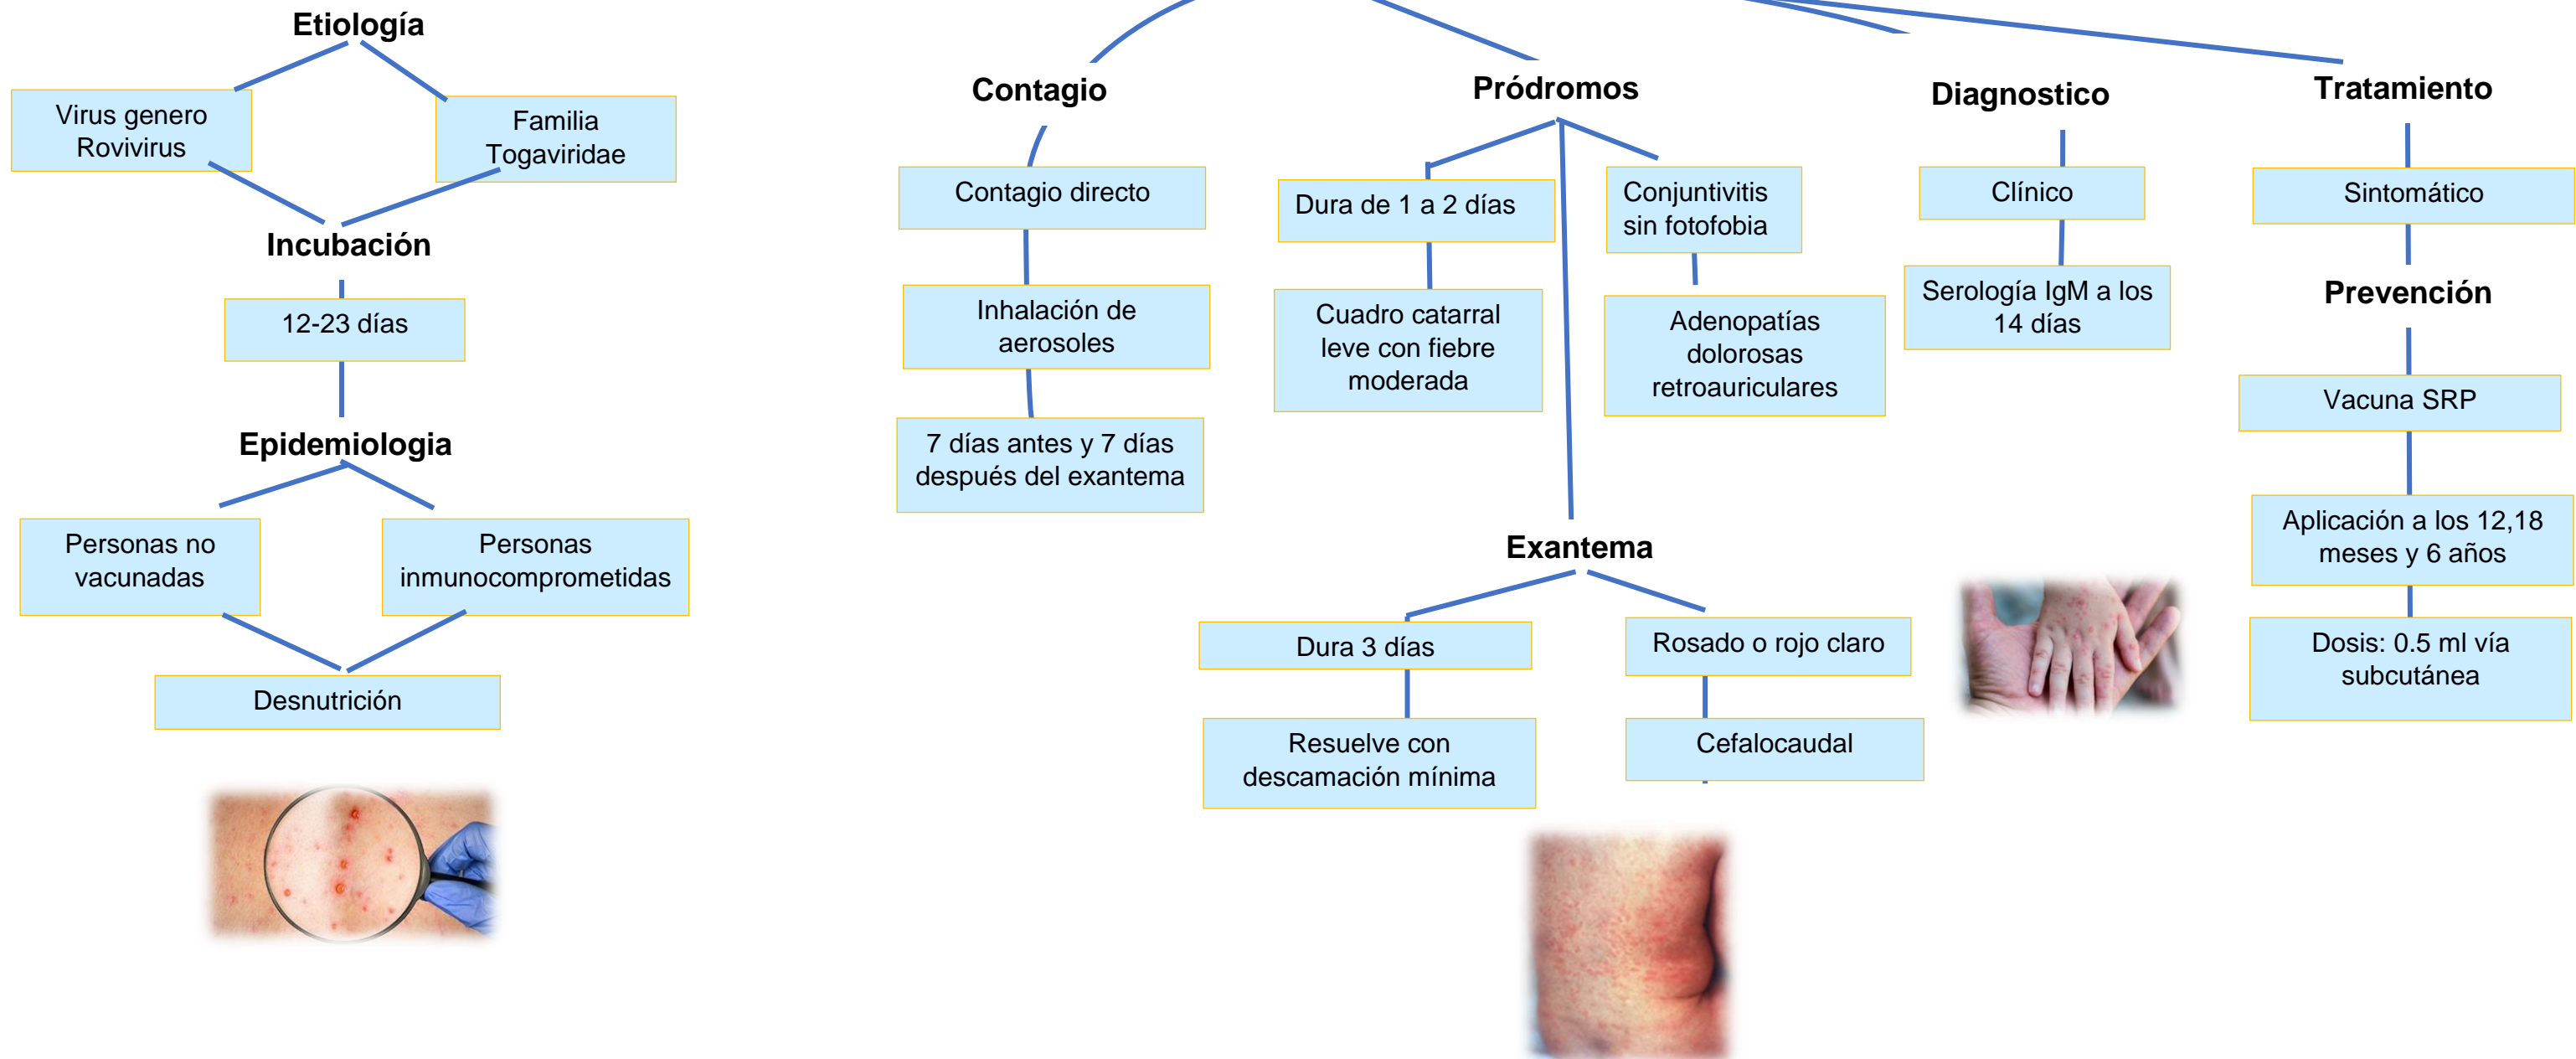 Etiología
Virus genero
Rovivirus
Familia
Togaviridae
Incubación
12-23 días
Epidemiologia
Personas no
vacunadas
Personas
inmunocomprometidas
Desnutrición
Contagio
Contagio directo
Inhalación de
aerosoles
7 días antes y 7 días
después del exantema
Pródromos
Dura de 1 a 2 días
Cuadro catarral
leve con fiebre
moderada
Conjuntivitis
sin fotofobia
Adenopatías
dolorosas
retroauriculares
Exantema
Dura 3 días
Resuelve con
descamación mínima
Rosado o rojo claro
Cefalocaudal
Diagnostico
Clínico
Serología IgM a los
14 días
Tratamiento
Sintomático
Prevención
Vacuna SRP
Aplicación a los 12,18
meses y 6 años
Dosis: 0.5 ml vía
subcutánea